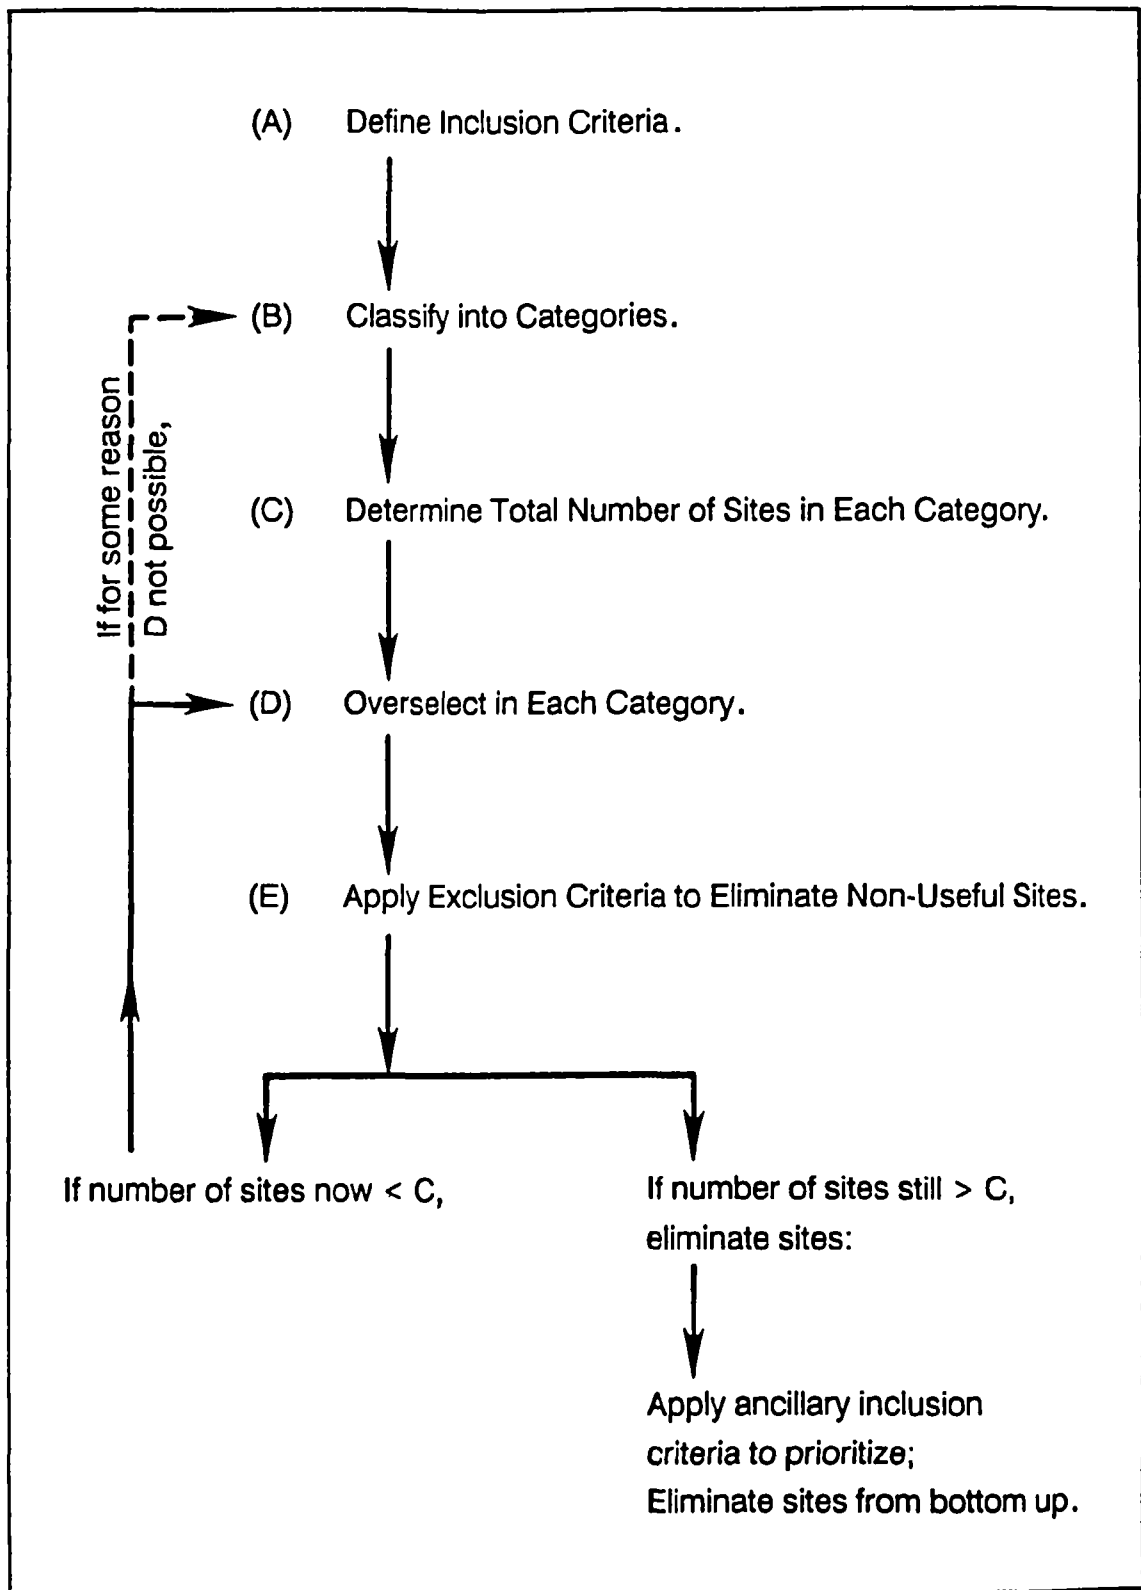 (A) Define Inclusion Criteria.
(B) Classify into Categories.
If for some reason
D not possible,
(C) Determine Total Number of Sites in Each Category.
(D) Overselect in Each Category.
(E) Apply Exclusion Criteria to Eliminate Non-Useful Sites.
If number of sites now < C,
If number of sites still > C,
eliminate sites:
Apply ancillary inclusion
criteria to prioritize;
Eliminate sites from bottom up.